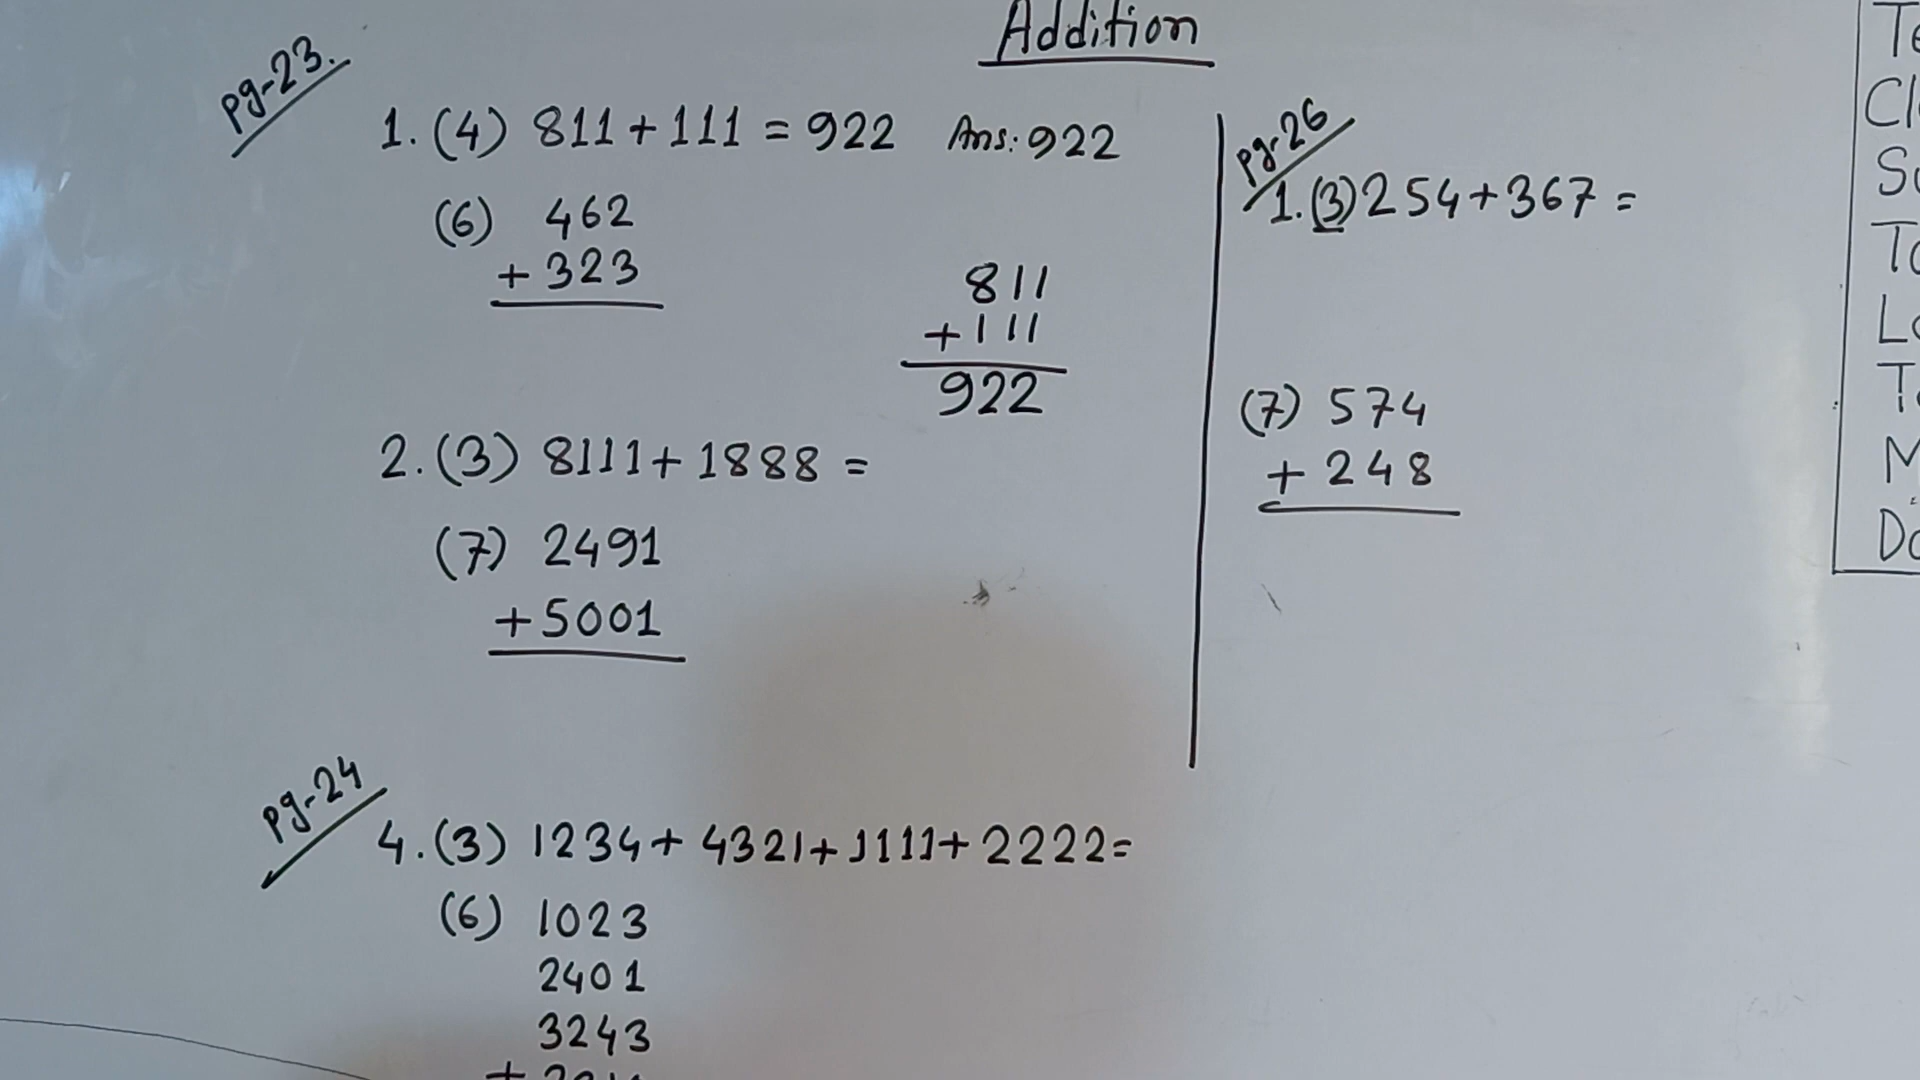 Addition
pg-23.
1. (4) 811 + 111 = 922 Ans: 922
(6) 462
+ 323
811
+ 111
922
2. (3) 8111 + 1888 =
(7) 2491
+ 5001
pg-24
4. (3) 1234 + 4321 + 1111 + 2222 =
(6) 1023
2401
3243
+
pg-26
1. (3) 254 + 367 =
(7) 574
+ 248